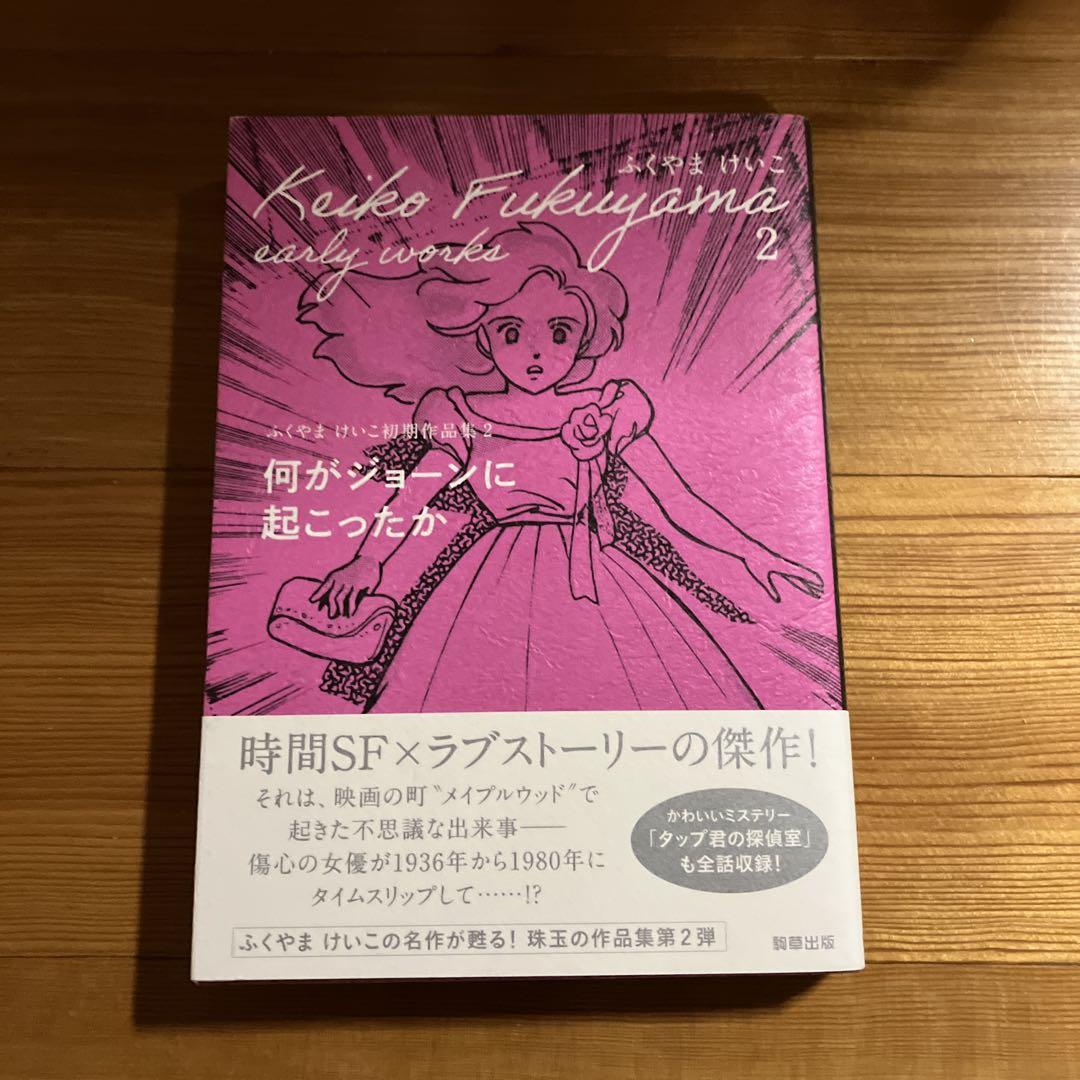 ふくやま けいこ
Keiko Fukuyama
early works
2
ふくやま けいこ初期作品集 2
何がジョーンに
起こったか
時間SF×ラブストーリーの傑作!
それは、映画の町〝メイプルウッド〟で
起きた不思議な出来事――
傷心の女優が1936年から1980年に
タイムスリップして……!?
かわいいミステリー
「タップ君の探偵室」
も全話収録!
ふくやま けいこの名作が甦る! 珠玉の作品集第2弾
駒草出版